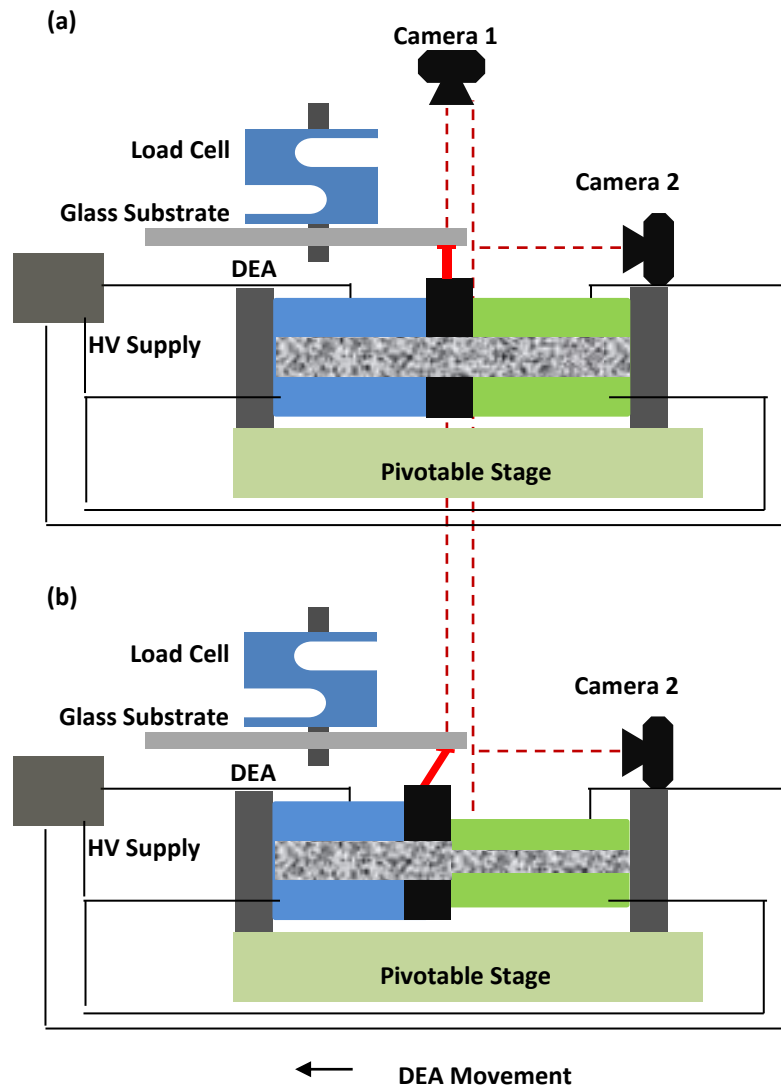 (a)
Camera 1
Load Cell
Camera 2
Glass Substrate
DEA
HV Supply
Pivotable Stage
(b)
Load Cell
Camera 2
Glass Substrate
DEA
HV Supply
Pivotable Stage
DEA Movement